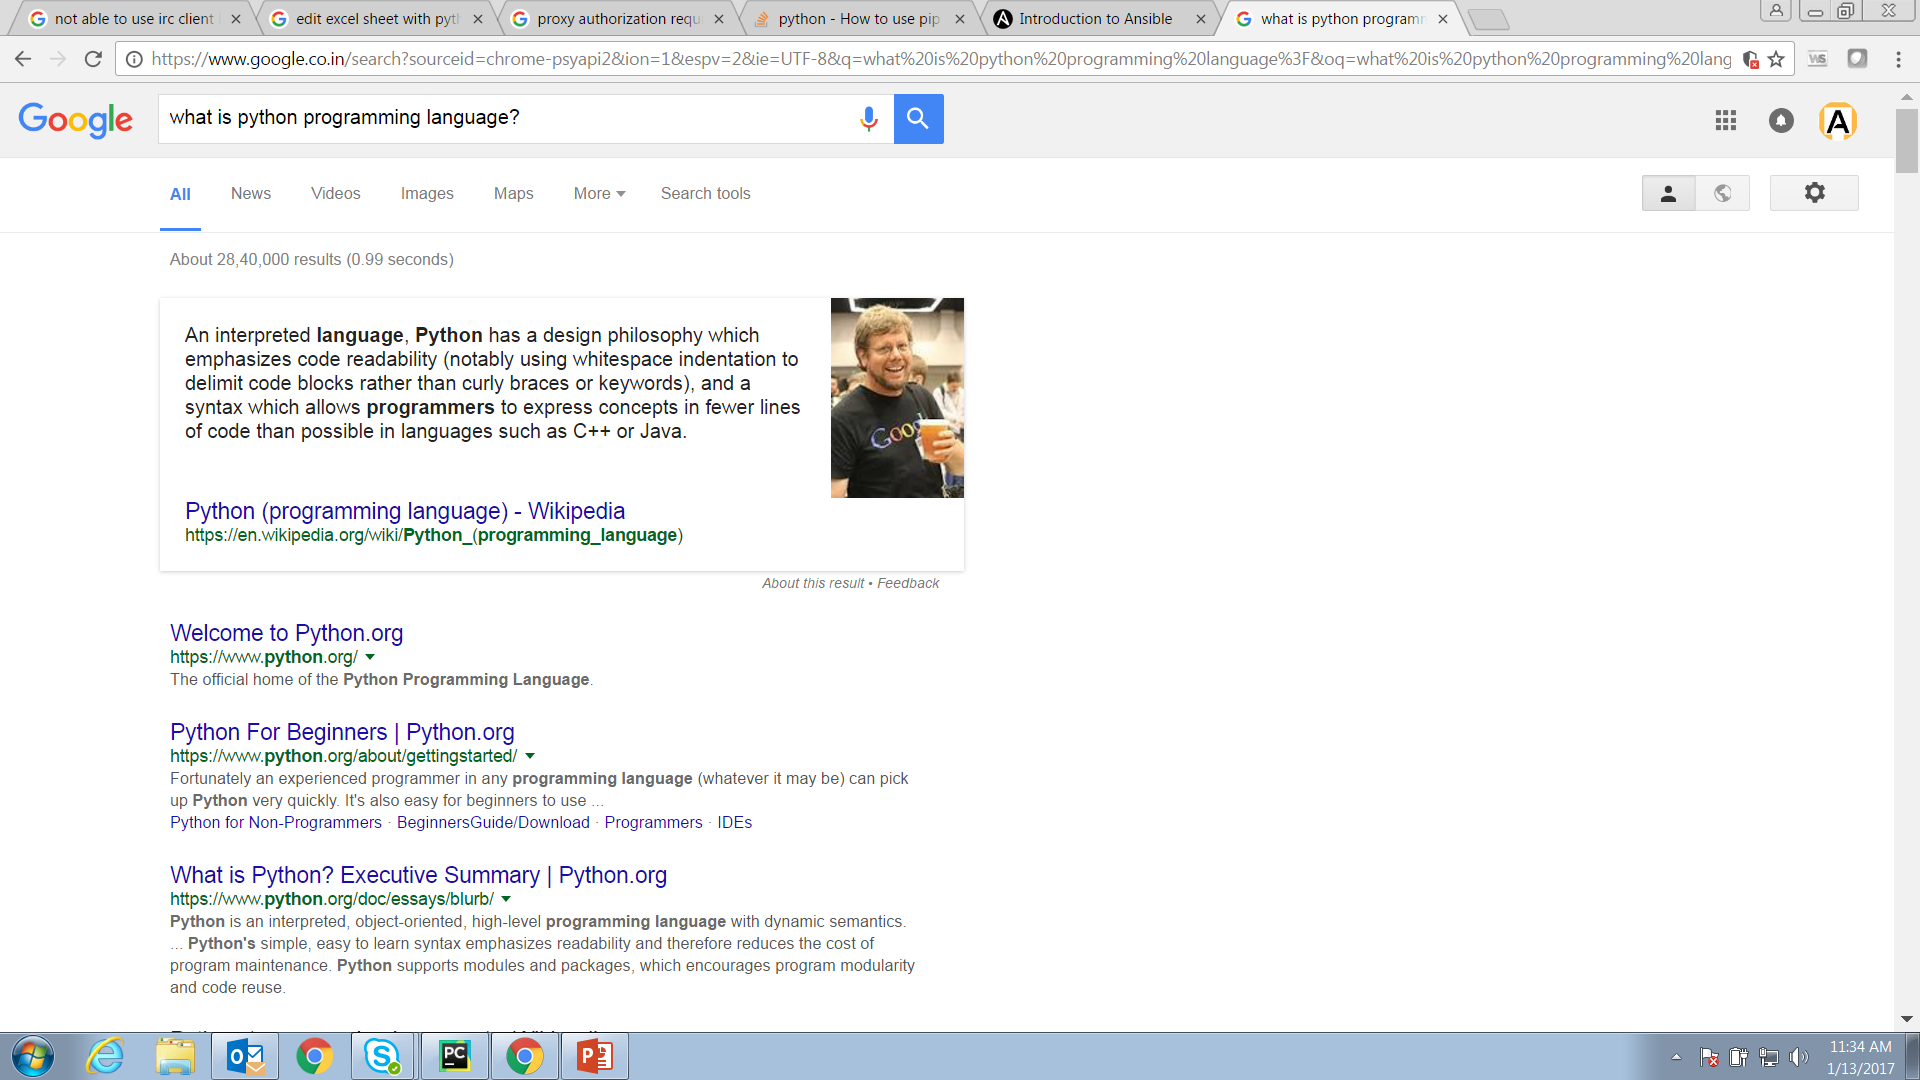 not able to use irc client
edit excel sheet with pyth
proxy authorization requ
python - How to use pip
Introduction to Ansible
what is python programm
https://www.google.co.in/search?sourceid=chrome-psyapi2&ion=1&espv=2&ie=UTF-8&q=what%20is%20python%20programming%20language%3F&oq=what%20is%20python%20programming%20lang
WS
Google
what is python programming language?
A
All News Videos Images Maps More Search tools
About 28,40,000 results (0.99 seconds)
An interpreted language, Python has a design philosophy which
emphasizes code readability (notably using whitespace indentation to
delimit code blocks rather than curly braces or keywords), and a
syntax which allows programmers to express concepts in fewer lines
of code than possible in languages such as C++ or Java.
Python (programming language) - Wikipedia
https://en.wikipedia.org/wiki/Python_(programming_language)
About this result • Feedback
Welcome to Python.org
https://www.python.org/
The official home of the Python Programming Language.
Python For Beginners | Python.org
https://www.python.org/about/gettingstarted/
Fortunately an experienced programmer in any programming language (whatever it may be) can pick
up Python very quickly. It's also easy for beginners to use ...
Python for Non-Programmers · BeginnersGuide/Download · Programmers · IDEs
What is Python? Executive Summary | Python.org
https://www.python.org/doc/essays/blurb/
Python is an interpreted, object-oriented, high-level programming language with dynamic semantics.
... Python's simple, easy to learn syntax emphasizes readability and therefore reduces the cost of
program maintenance. Python supports modules and packages, which encourages program modularity
and code reuse.
11:34 AM
1/13/2017